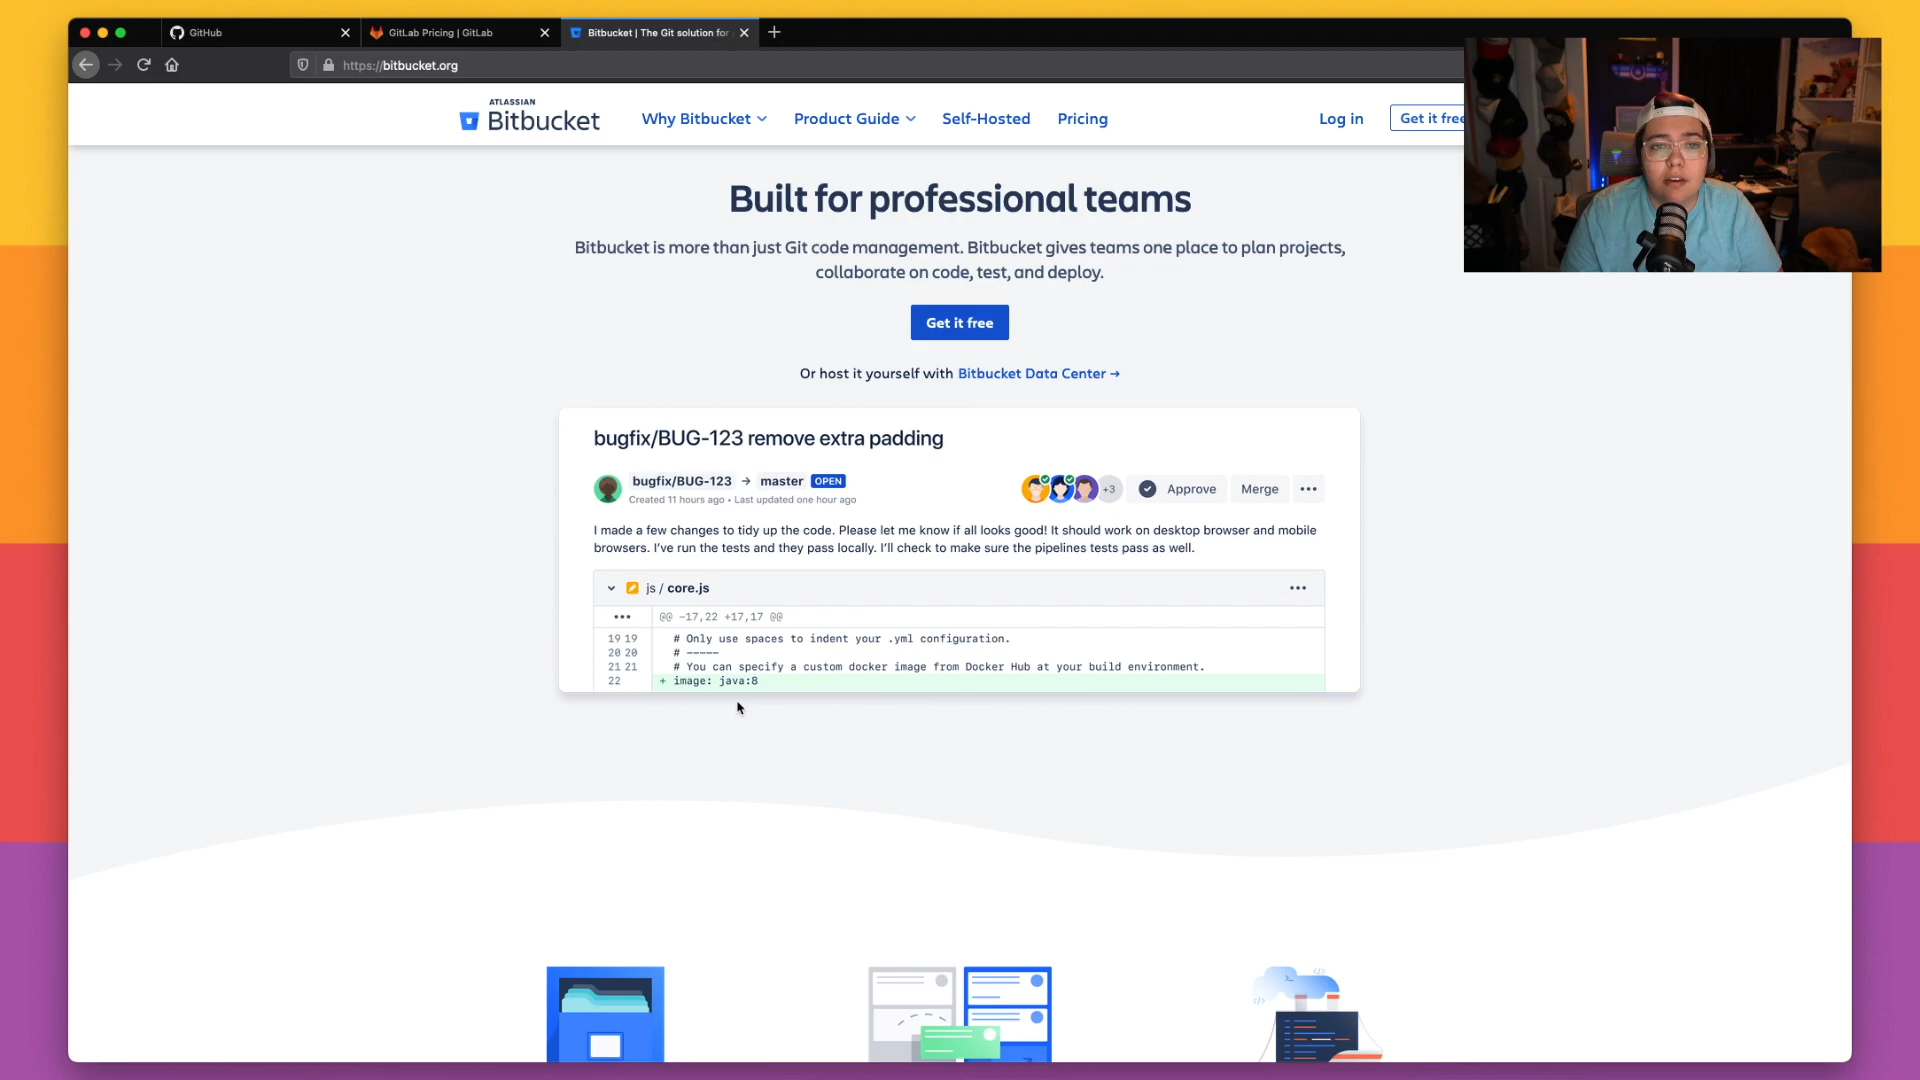 GitHub
GitLab Pricing | GitLab
Bitbucket | The Git solution for
https://bitbucket.org
ATLASSIAN
Bitbucket
Why Bitbucket
Product Guide
Self-Hosted
Pricing
Log in
Get it free
Built for professional teams
Bitbucket is more than just Git code management. Bitbucket gives teams one place to plan projects,
collaborate on code, test, and deploy.
Get it free
Or host it yourself with Bitbucket Data Center →
bugfix/BUG-123 remove extra padding
bugfix/BUG-123 → master OPEN
Created 11 hours ago • Last updated one hour ago
+3
Approve
Merge
I made a few changes to tidy up the code. Please let me know if all looks good! It should work on desktop browser and mobile
browsers. I've run the tests and they pass locally. I'll check to make sure the pipelines tests pass as well.
js / core.js
@@ -17,22 +17,17 @@
19 19 # Only use spaces to indent your .yml configuration.
20 20 # -----
21 21 # You can specify a custom docker image from Docker Hub at your build environment.
22 + image: java:8